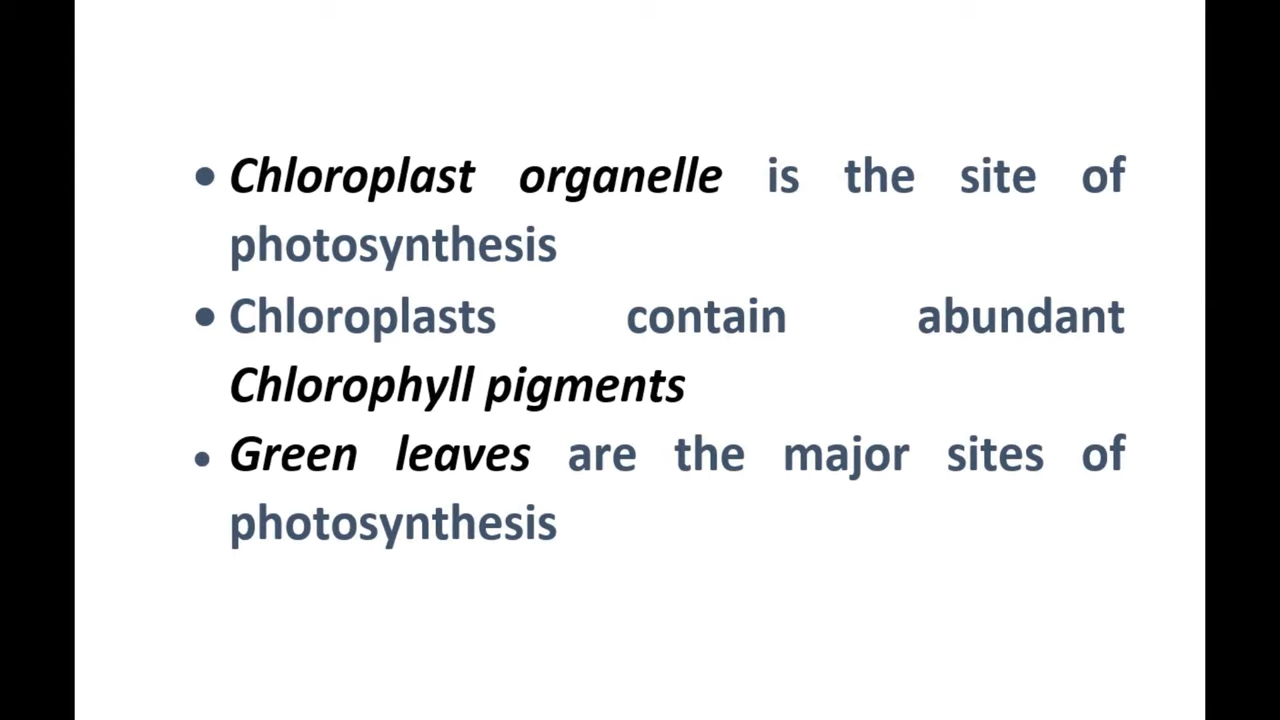 • Chloroplast organelle is the site of
photosynthesis
• Chloroplasts contain abundant
Chlorophyll pigments
• Green leaves are the major sites of
photosynthesis